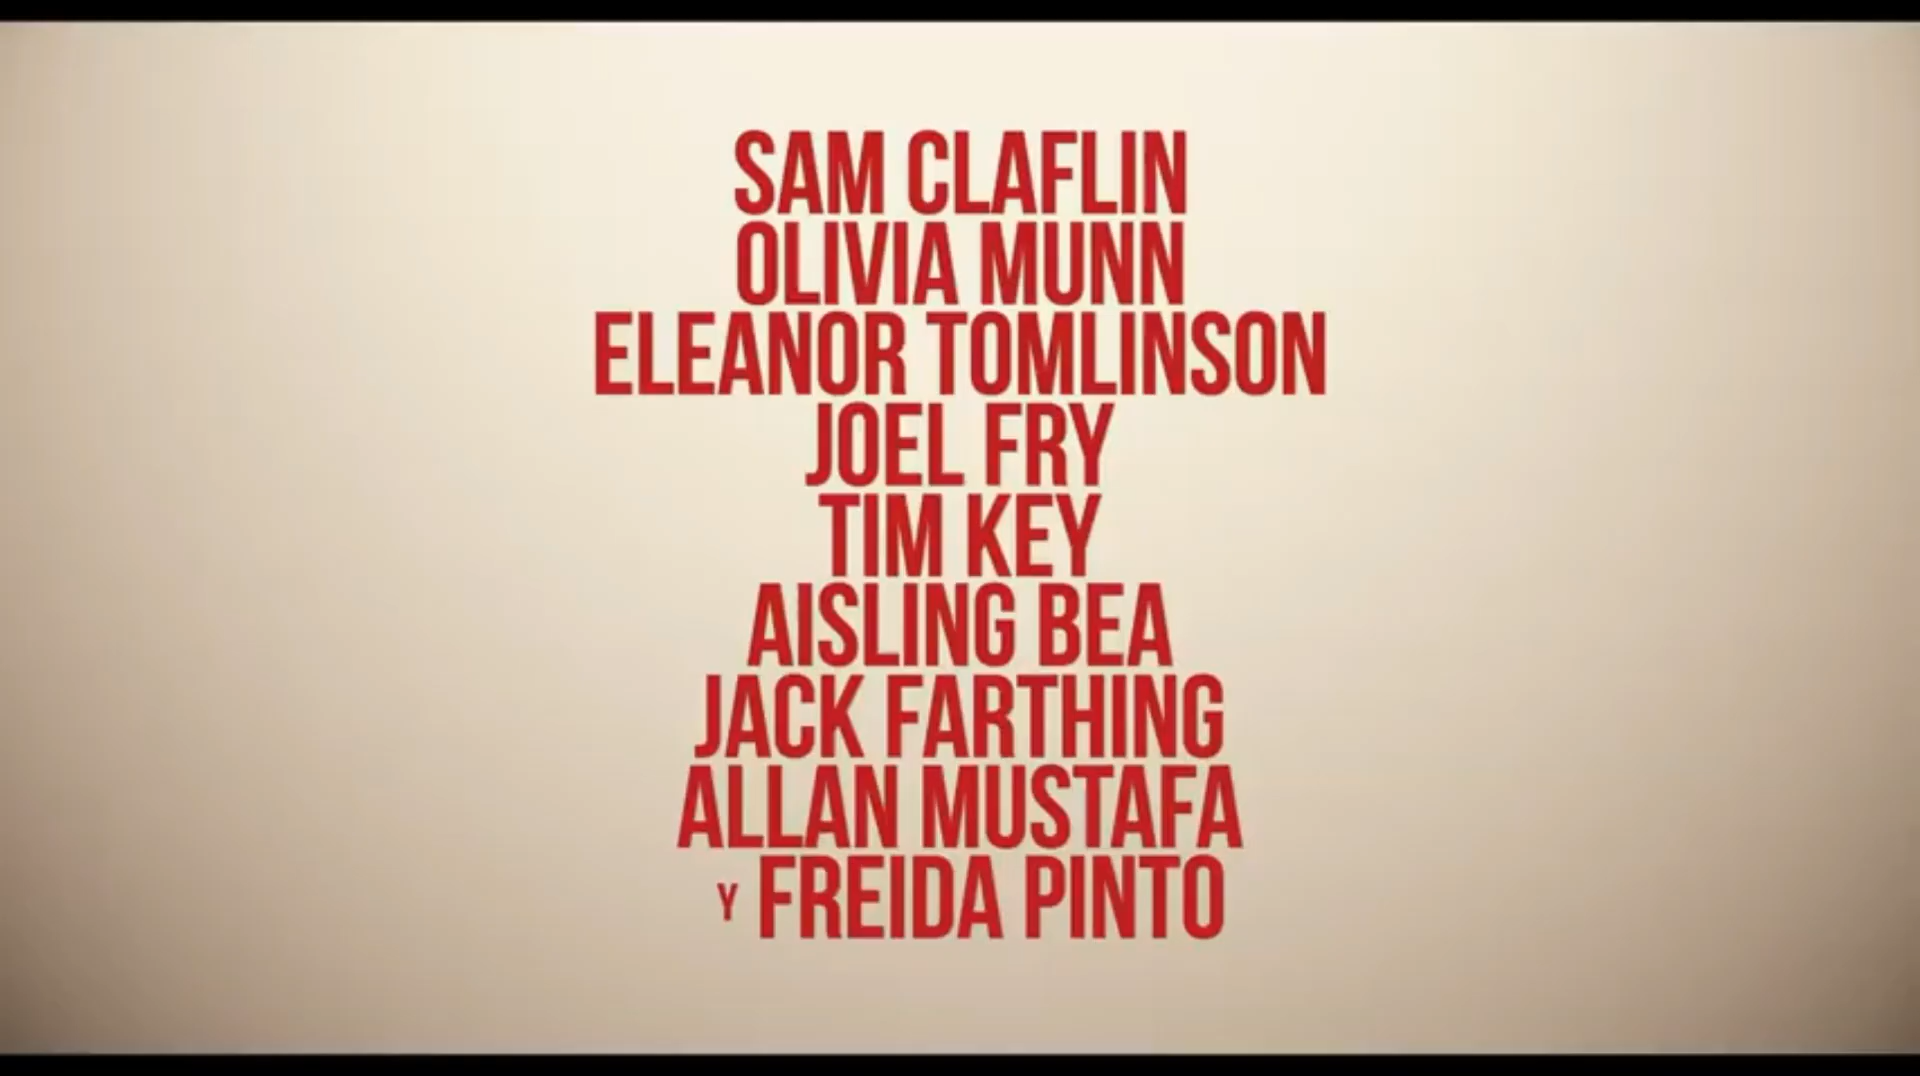 SAM CLAFLIN
OLIVIA MUNN
ELEANOR TOMLINSON
JOEL FRY
TIM KEY
AISLING BEA
JACK FARTHING
ALLAN MUSTAFA
Y FREIDA PINTO